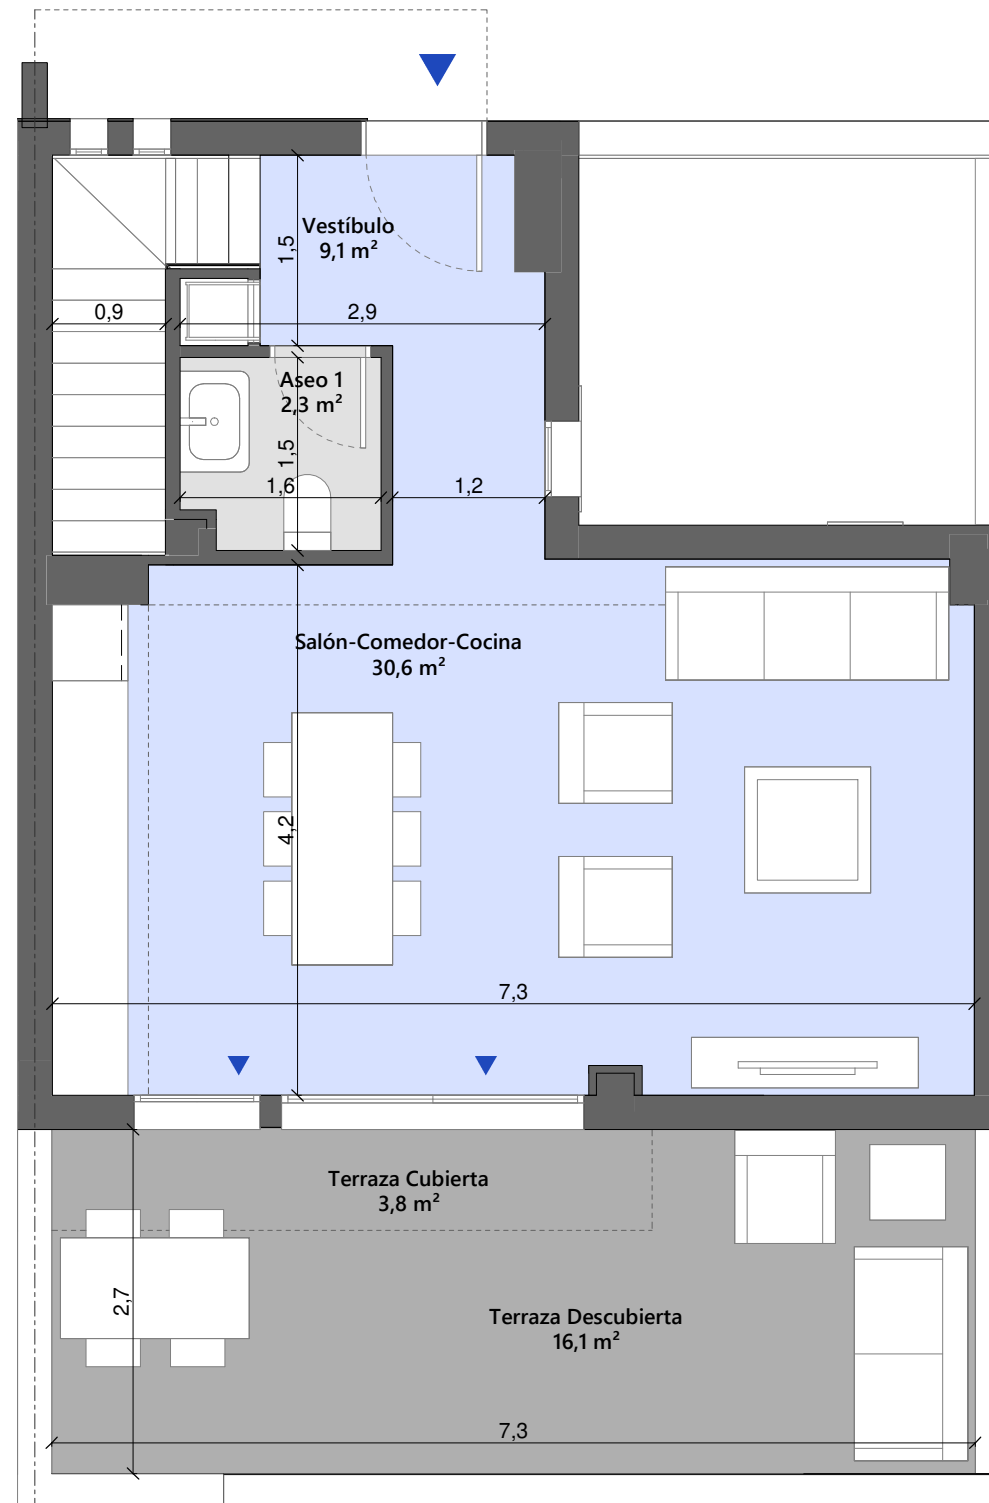 Vestíbulo
9,1 m²
1,5
0,9
2,9
Aseo 1
2,3 m²
1,5
1,6
1,2
Salón-Comedor-Cocina
30,6 m²
4,2
7,3
Terraza Cubierta
3,8 m²
2,7
Terraza Descubierta
16,1 m²
7,3